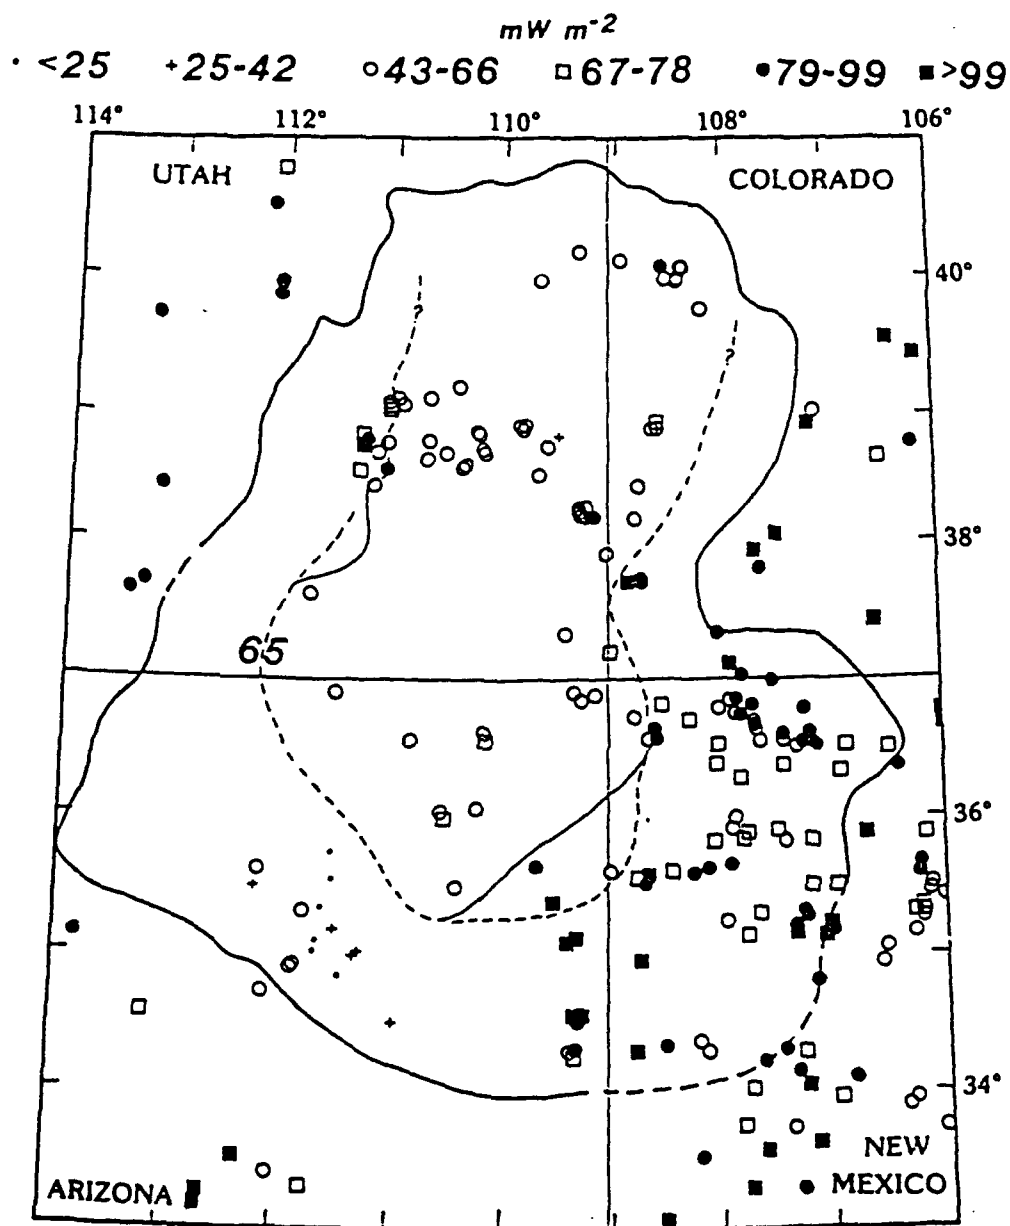 mW m⁻²
· <25 +25-42 ○43-66 □67-78 ●79-99 ■>99
114° 112° 110° 108° 106°
UTAH COLORADO
40°
?
?
38°
65
36°
34°
NEW
ARIZONA MEXICO